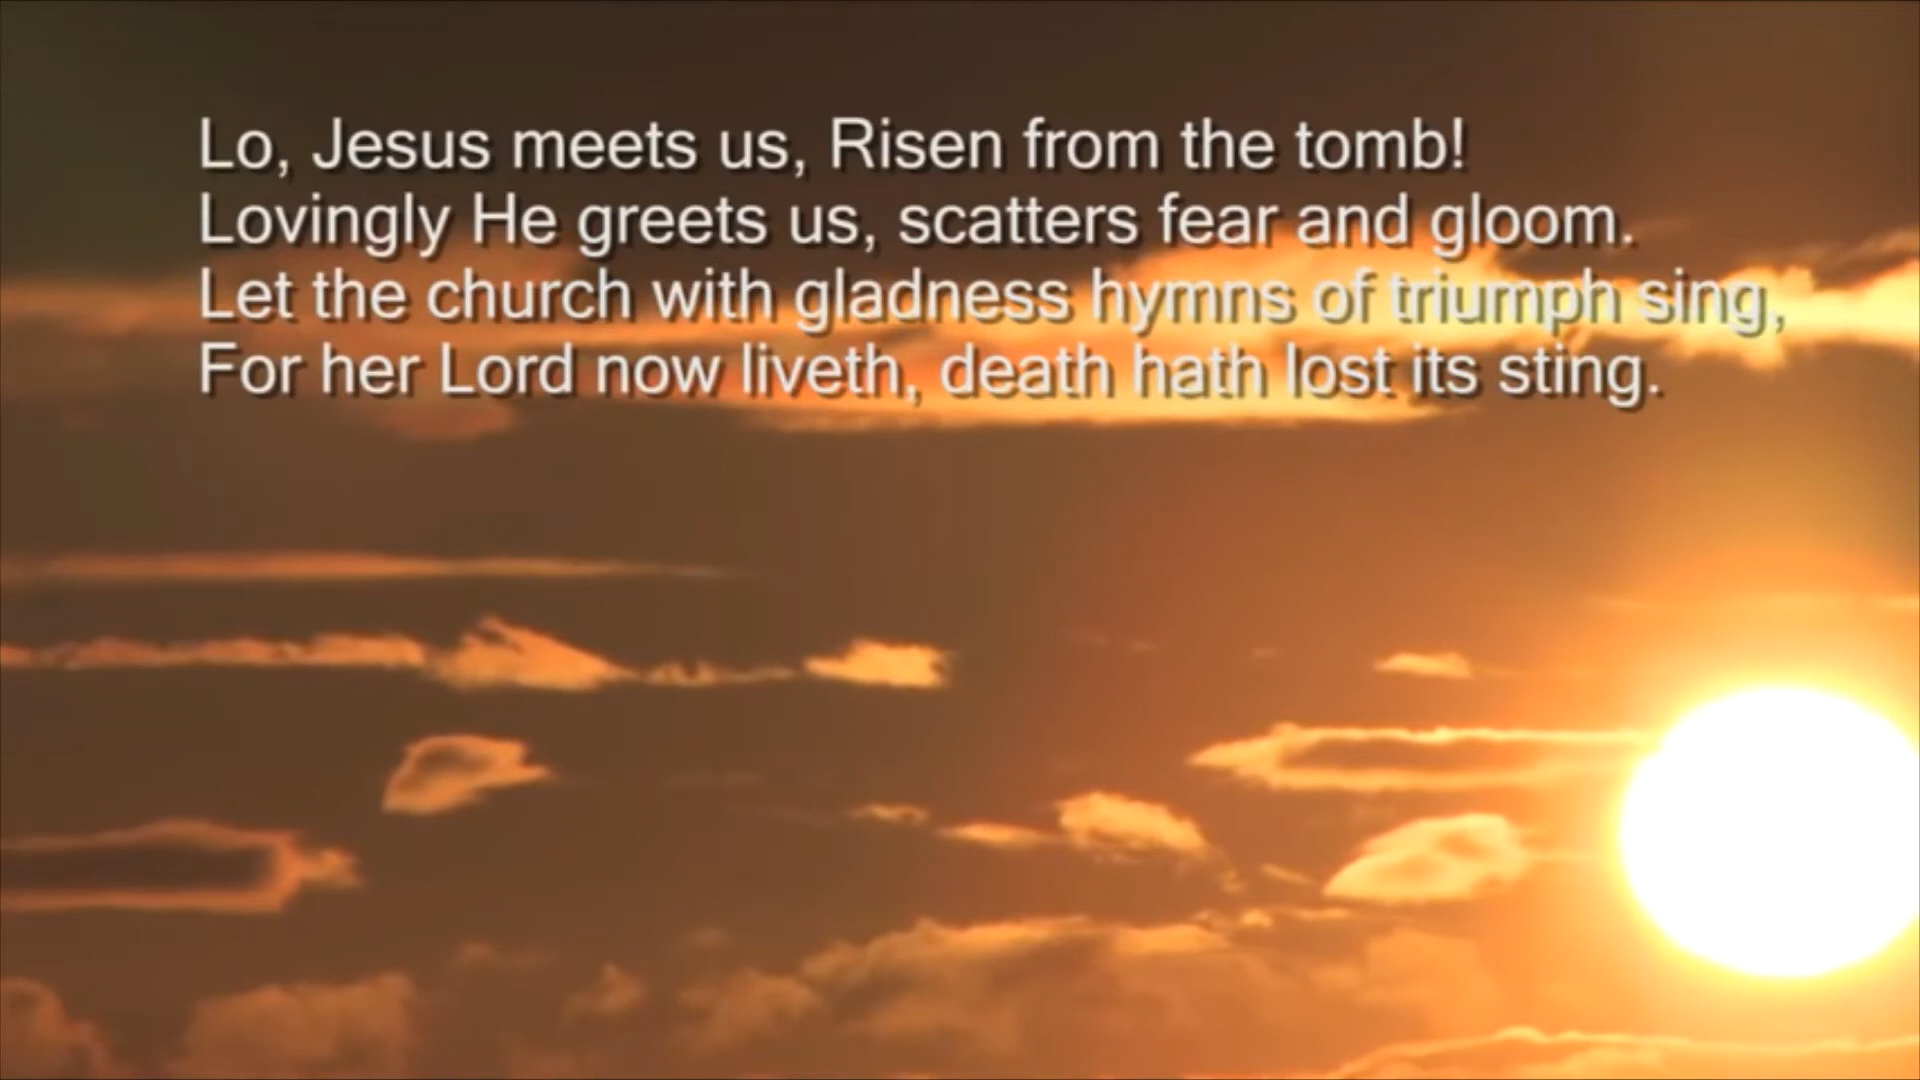 Lo, Jesus meets us, Risen from the tomb!
Lovingly He greets us, scatters fear and gloom.
Let the church with gladness hymns of triumph sing,
For her Lord now liveth, death hath lost its sting.